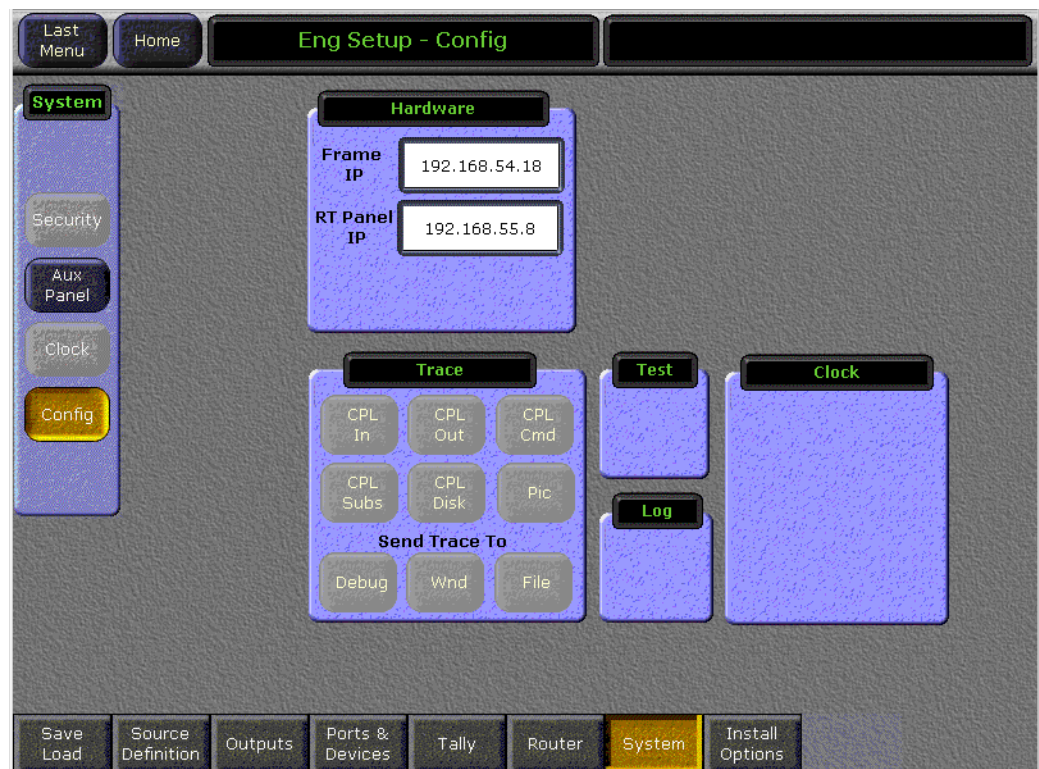 Last
Menu
Home
Eng Setup - Config
System
Security
Aux
Panel
Clock
Config
Hardware
Frame
IP
192.168.54.18
RT Panel
IP
192.168.55.8
Trace
CPL
In
CPL
Out
CPL
Cmd
CPL
Subs
CPL
Disk
Pic
Send Trace To
Debug
Wnd
File
Test
Log
Clock
Save
Load
Source
Definition
Outputs
Ports &
Devices
Tally
Router
System
Install
Options